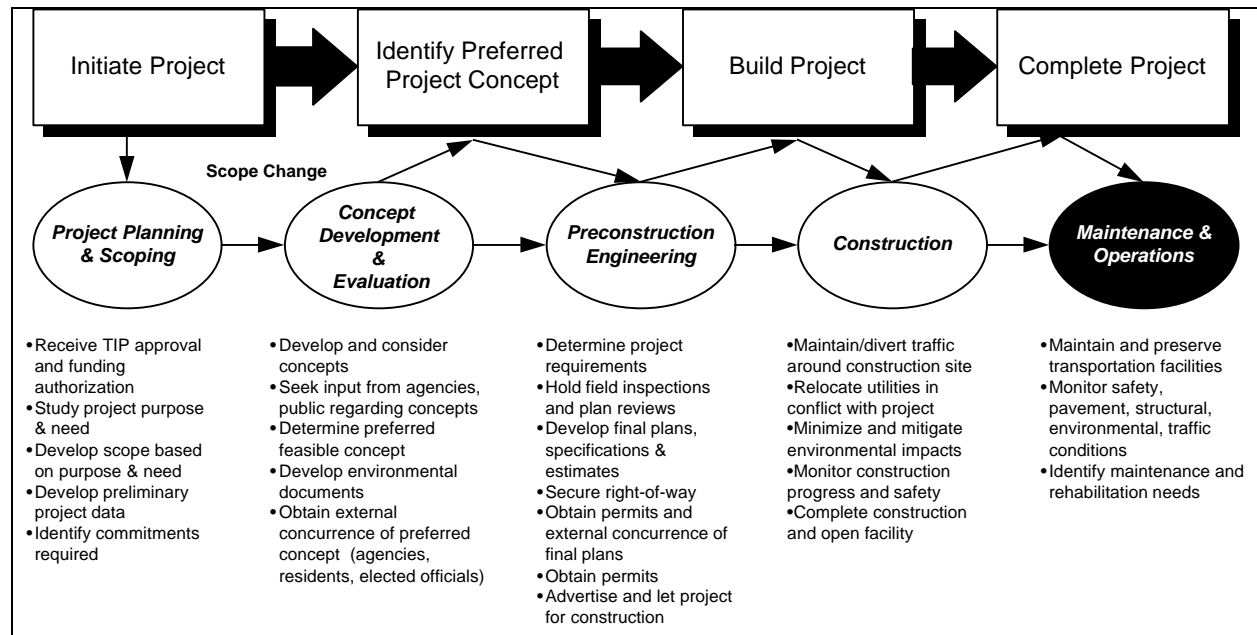 Initiate Project
Identify Preferred
Project Concept
Build Project
Complete Project
Scope Change
Project Planning
& Scoping
Concept
Development
&
Evaluation
Preconstruction
Engineering
Construction
Maintenance &
Operations
•Receive TIP approval
and funding
authorization
•Study project purpose
& need
•Develop scope based
on purpose & need
•Develop preliminary
project data
•Identify commitments
required
•Develop and consider
concepts
•Seek input from agencies,
public regarding concepts
•Determine preferred
feasible concept
•Develop environmental
documents
•Obtain external
concurrence of preferred
concept (agencies,
residents, elected officials)
•Determine project
requirements
•Hold field inspections
and plan reviews
•Develop final plans,
specifications &
estimates
•Secure right-of-way
•Obtain permits and
external concurrence of
final plans
•Obtain permits
•Advertise and let project
for construction
•Maintain/divert traffic
around construction site
•Relocate utilities in
conflict with project
•Minimize and mitigate
environmental impacts
•Monitor construction
progress and safety
•Complete construction
and open facility
•Maintain and preserve
transportation facilities
•Monitor safety,
pavement, structural,
environmental, traffic
conditions
•Identify maintenance and
rehabilitation needs